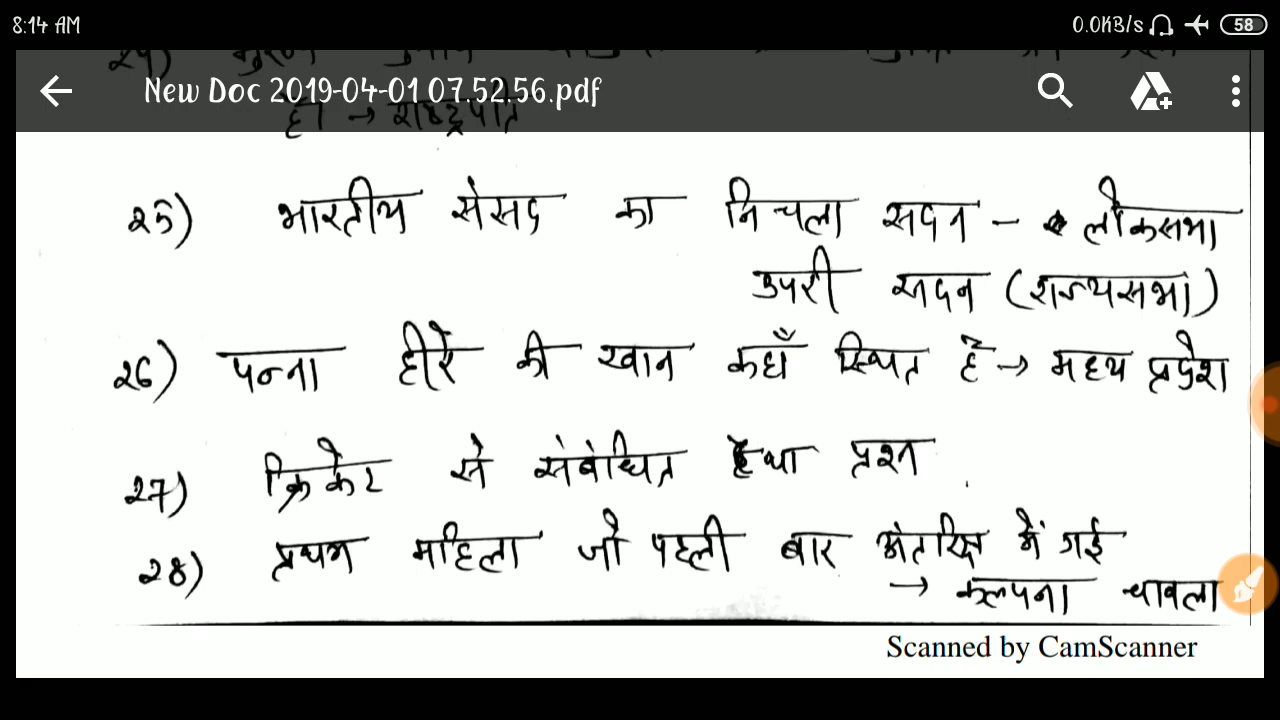 8:14 AM 0.0KB/s 58
New Doc 2019-04-01 07.52.56.pdf
है। → राष्ट्रपति
25) भारतीय संसद का निचला सदन - लोकसभा
उपरी सदन (राज्यसभा)
26) पन्ना हीरे की खान कहाँ स्थित है → मध्य प्रदेश
27) क्रिकेट से संबंधित था प्रश्न
28) प्रथम महिला जो पहली बार अंतरिक्ष में गई
→ कल्पना चावला
Scanned by CamScanner